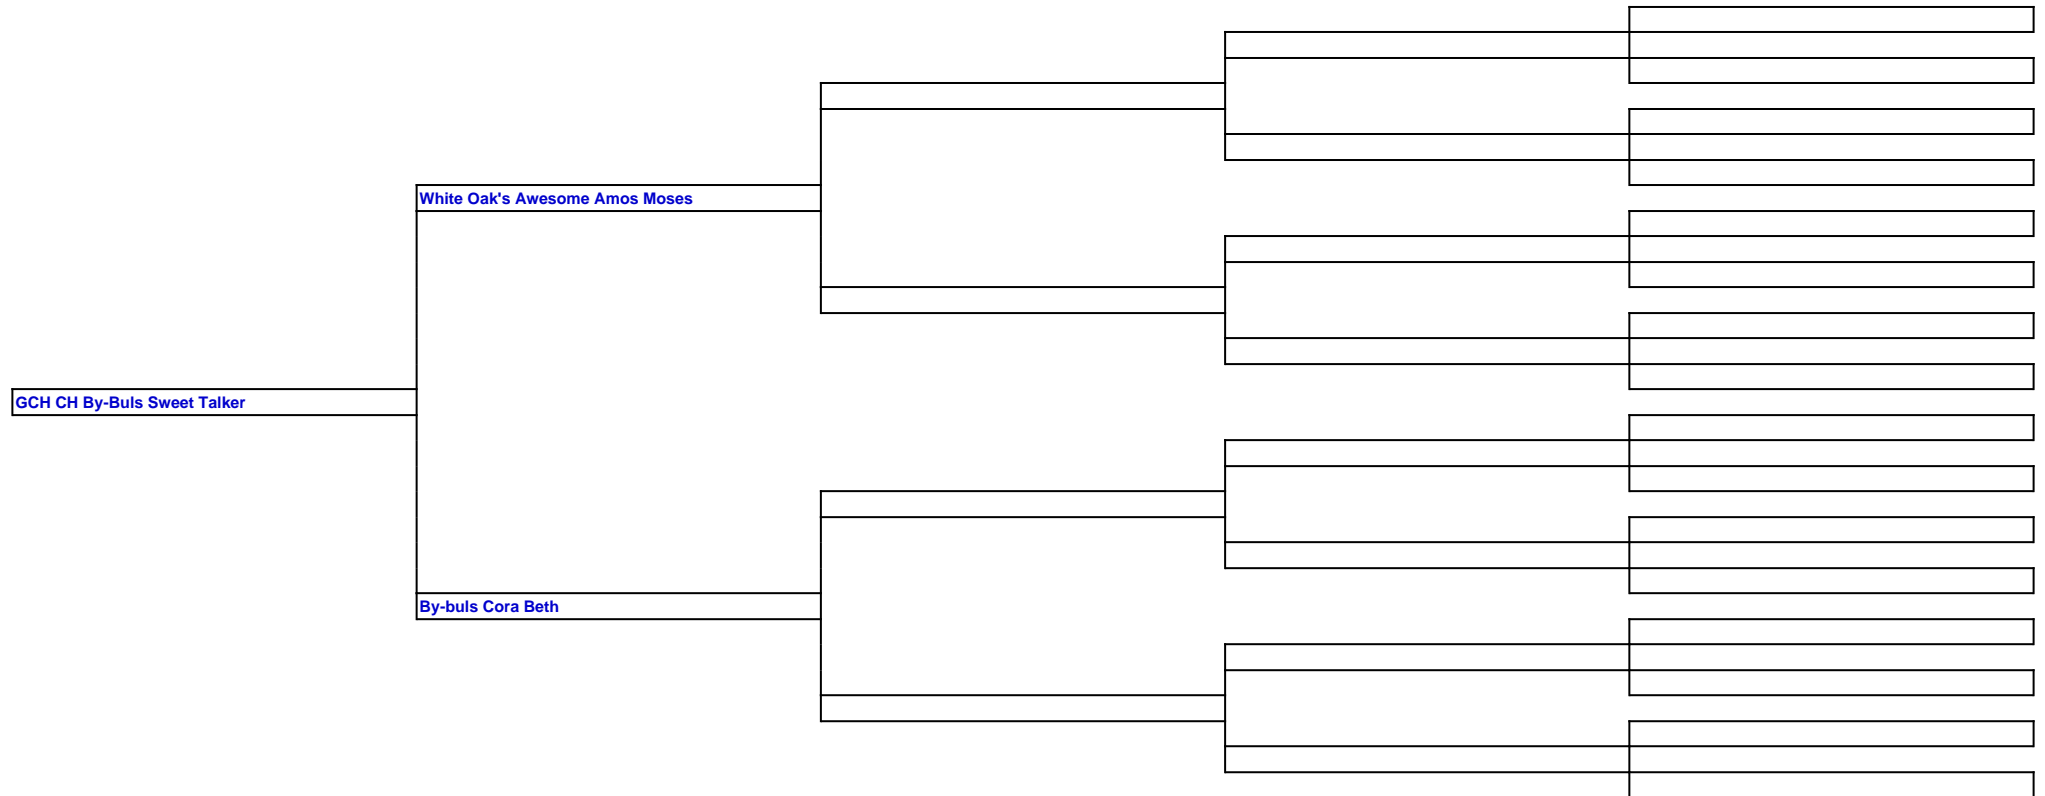 White Oak's Awesome Amos Moses
GCH CH By-Buls Sweet Talker
By-buls Cora Beth